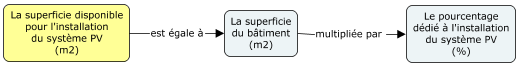 La superficie disponible
pour l'installation
du système PV
(m2)
est égale à
La superficie
du bâtiment
(m2)
multipliée par
Le pourcentage
dédié à l'installation
du système PV
(%)